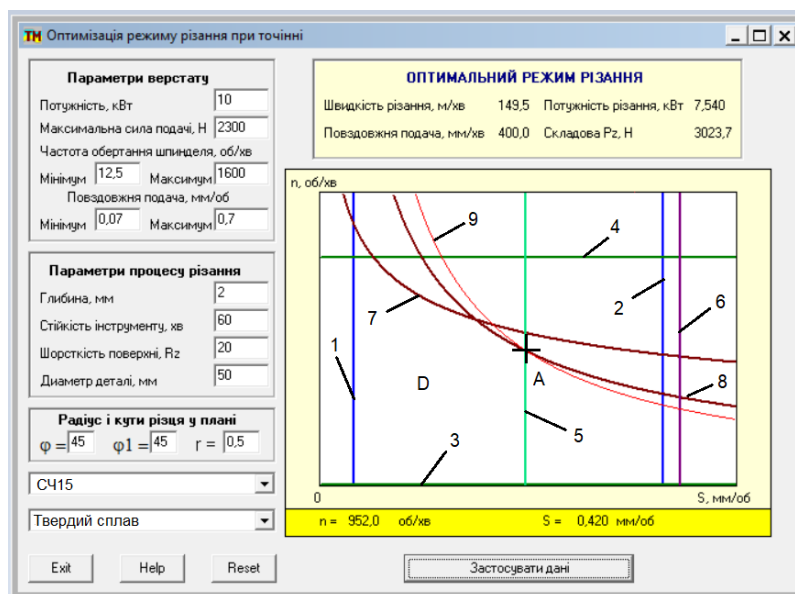 TM Оптимізація режиму різання при точінні
Параметри верстату
Потужність, кВт 10
Максимальна сила подачі, Н 2300
Частота обертання шпинделя, об/хв
Мінімум 12,5 Максимум 1600
Повздовжня подача, мм/об
Мінімум 0,07 Максимум 0,7
Параметри процесу різання
Глибина, мм 2
Стійкість інструменту, хв 60
Шорсткість поверхні, Rz 20
Диаметр деталі, мм 50
Радіус і кути різця у плані
φ = 45 φ1 = 45 r = 0,5
СЧ15
Твердий сплав
Exit Help Reset
ОПТИМАЛЬНИЙ РЕЖИМ РІЗАННЯ
Швидкість різання, м/хв 149,5 Потужність різання, кВт 7,540
Повздовжня подача, мм/хв 400,0 Складова Pz, Н 3023,7
n, об/хв
9
4
2
6
7
1
D
A
8
3
5
0
S, мм/об
n = 952,0 об/хв S = 0,420 мм/об
Застосувати дані